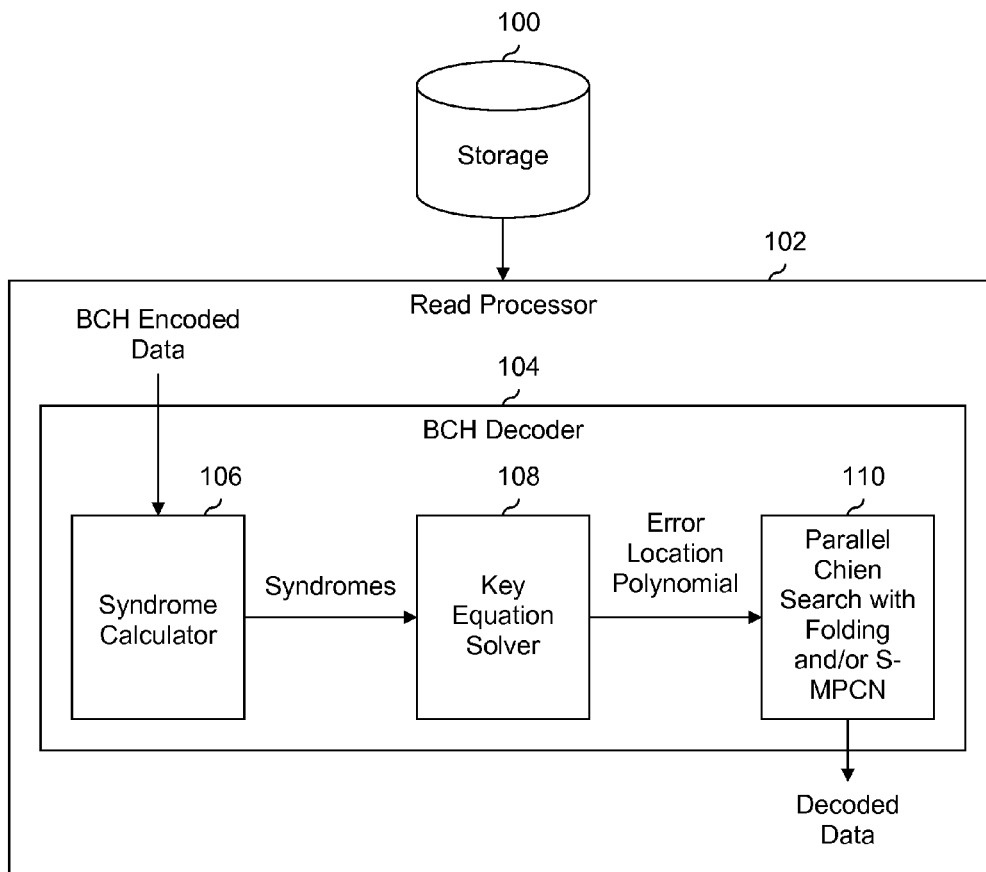 100
Storage
102
Read Processor
BCH Encoded
Data
104
BCH Decoder
106
Syndrome
Calculator
Syndromes
108
Key
Equation
Solver
Error
Location
Polynomial
110
Parallel
Chien
Search with
Folding
and/or S-
MPCN
Decoded
Data